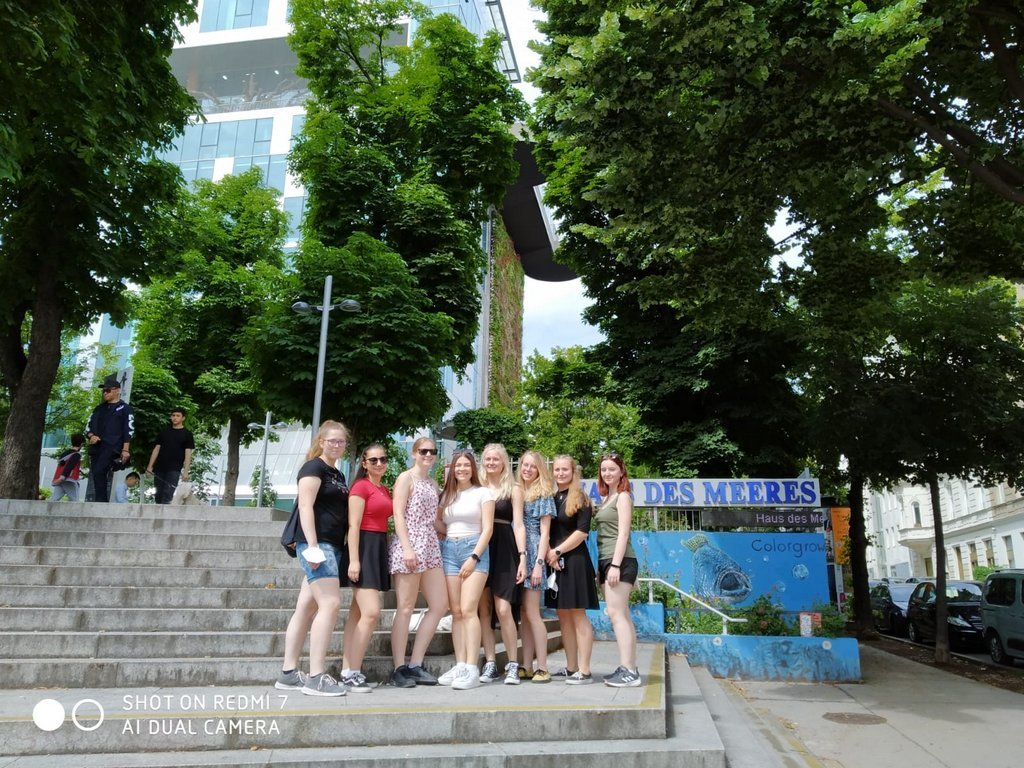 DES MEERES
Haus des Me
Colorgrow
SHOT ON REDMI 7
AI DUAL CAMERA